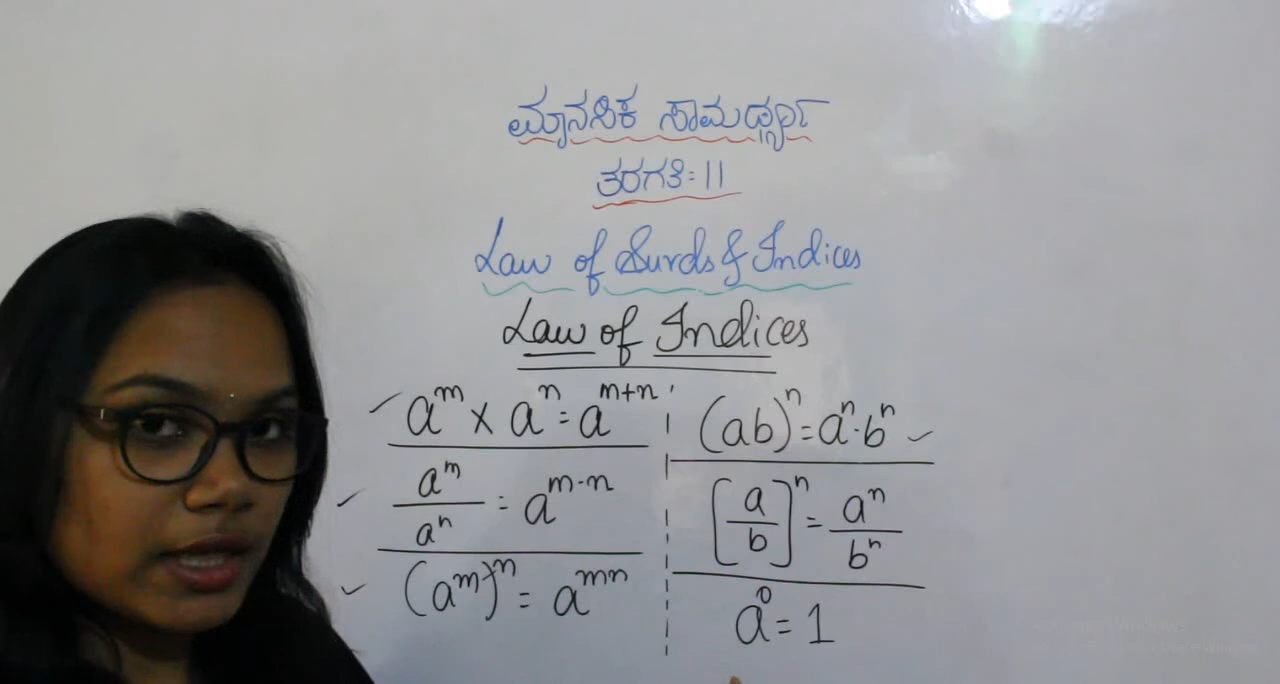 ಮಾನಸಿಕ ಸಾಮರ್ಥ್ಯ
ತರಗತಿ:11
Law of Surds & Indices
Law of Indices
a^m × a^n = a^(m+n)
a^m / a^n = a^(m-n)
(a^m)^n = a^(mn)
(ab)^n = a^n · b^n
[a/b]^n = a^n / b^n
a^0 = 1